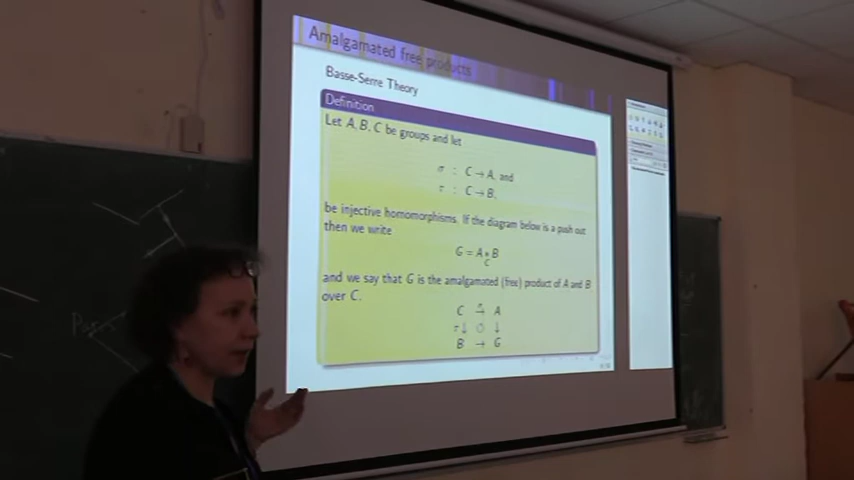 Amalgamated free products
Basse-Serre Theory
Definition
Let A, B, C be groups and let
σ : C → A, and
τ : C → B,
be injective homomorphisms. If the diagram below is a push out
then we write
G = A * B
C
and we say that G is the amalgamated (free) product of A and B
over C.
C σ→ A
τ↓ ○ ↓
B → G